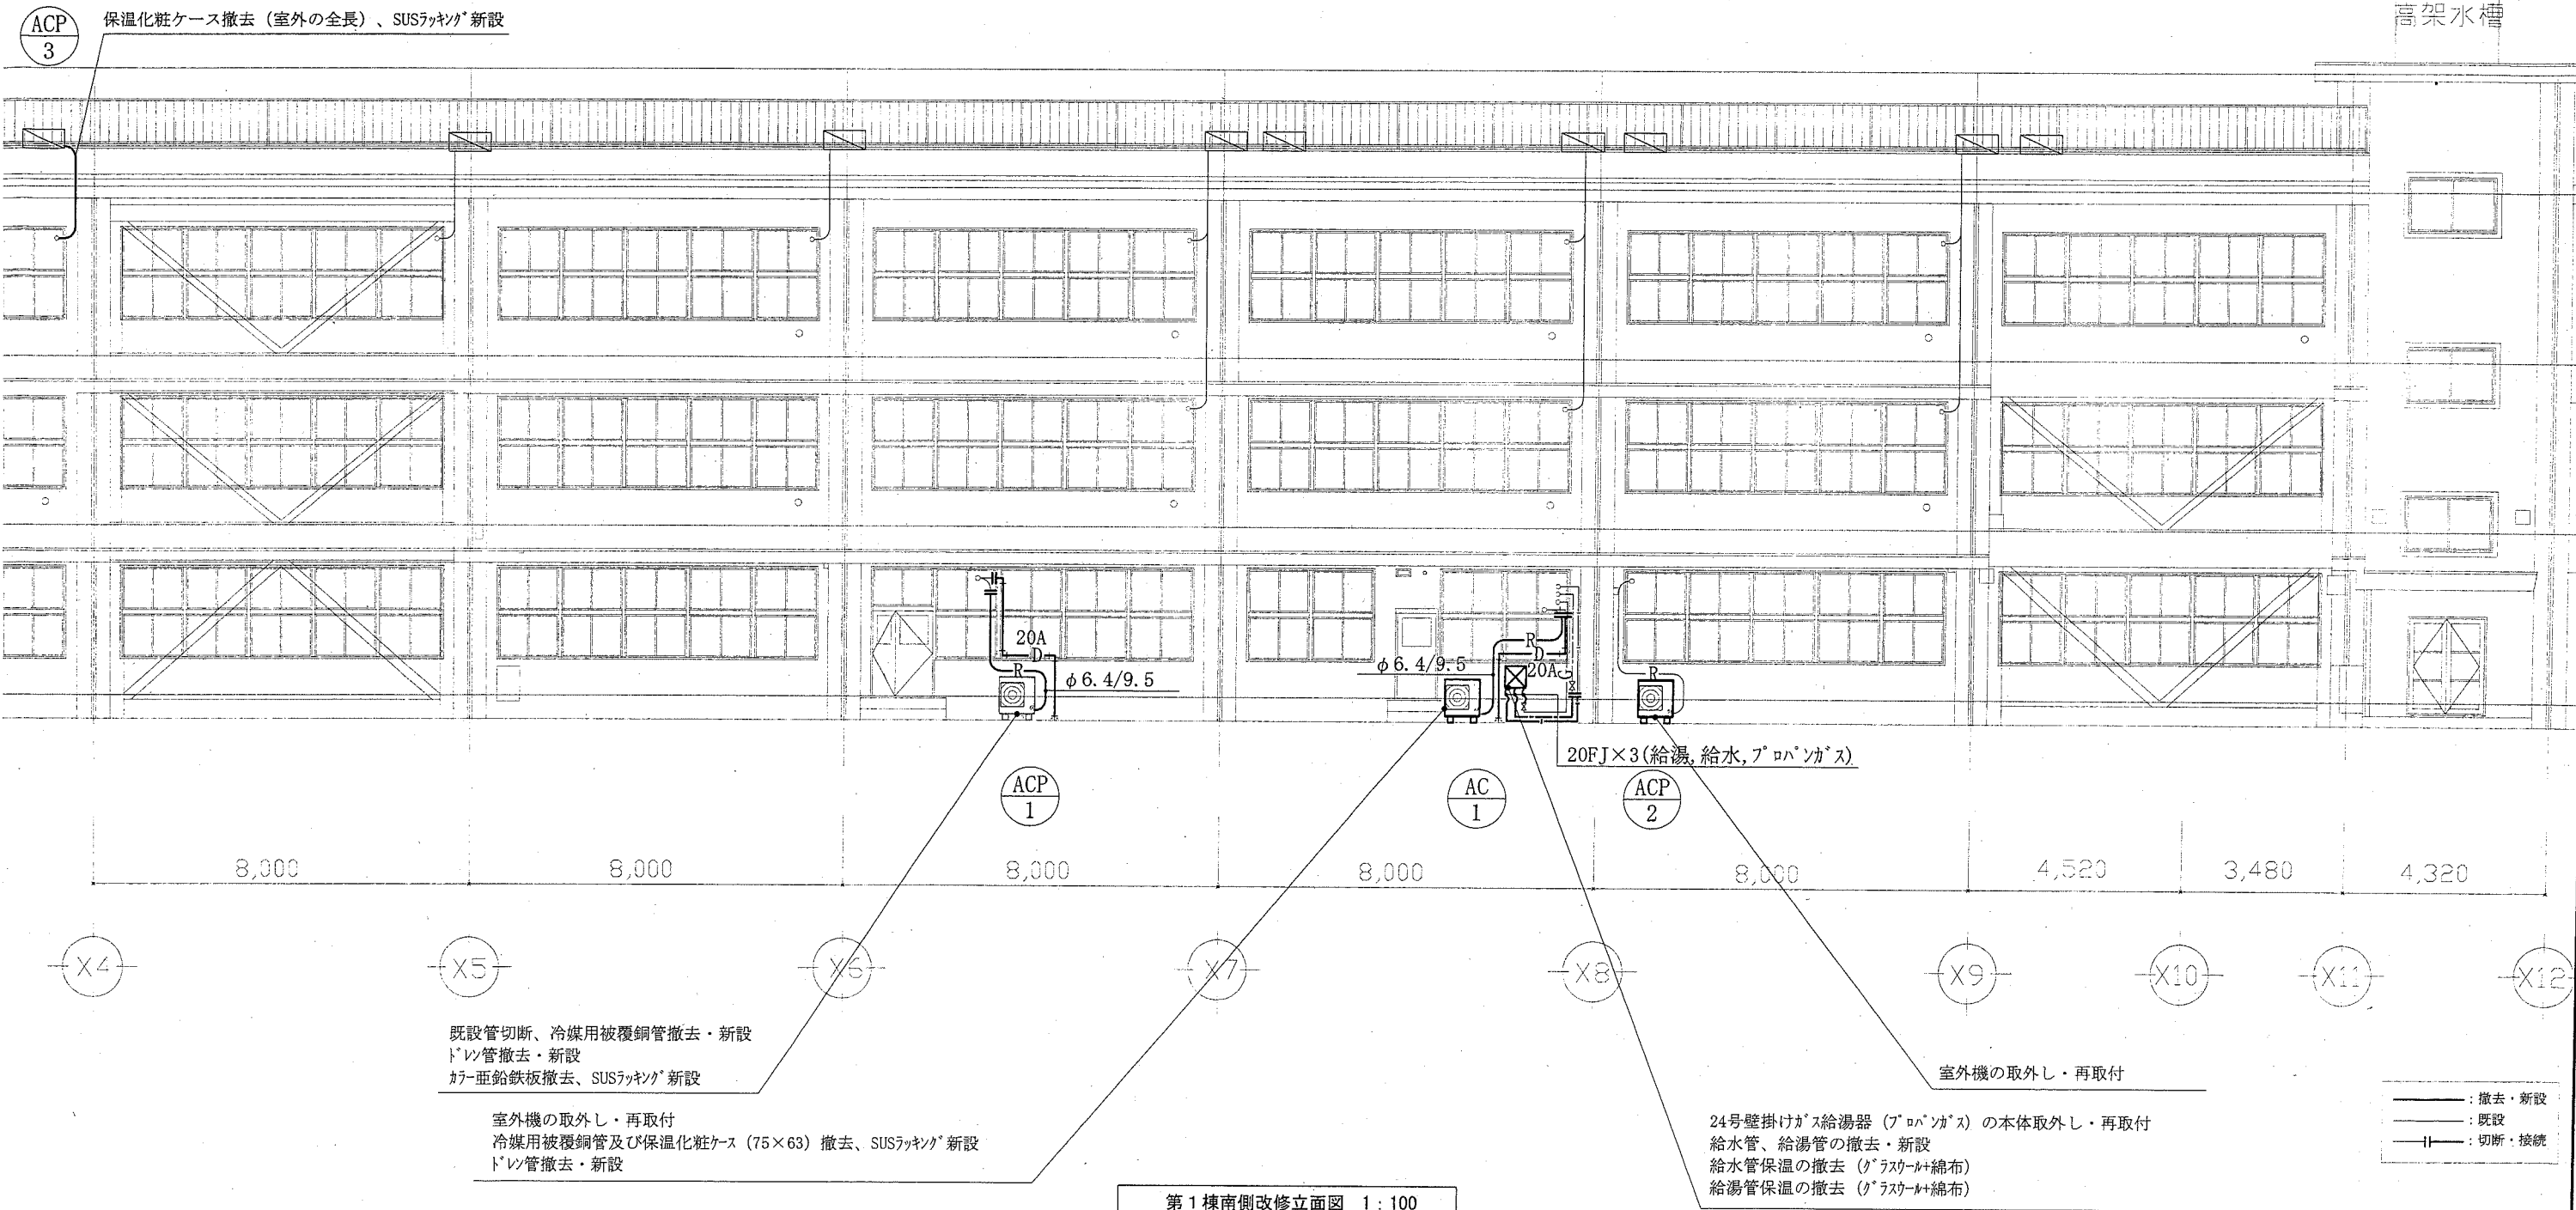 高架水槽
ACP
3
保温化粧ケース撤去（室外の全長）、SUSﾗｯｷﾝｸﾞ新設
20A
D
R
φ6.4/9.5
R
D
φ6.4/9.5
20A
G
R
20FJ×3(給湯,給水,ﾌﾟﾛﾊﾟﾝｶﾞｽ)
ACP
1
AC
1
ACP
2
8,000
8,000
8,000
8,000
8,000
4,520
3,480
4,320
X4
X5
X6
X7
X8
X9
X10
X11
X12
既設管切断、冷媒用被覆銅管撤去・新設
ﾄﾞﾚﾝ管撤去・新設
ｶﾗｰ亜鉛鉄板撤去、SUSﾗｯｷﾝｸﾞ新設
室外機の取外し・再取付
冷媒用被覆銅管及び保温化粧ｹｰｽ（75×63）撤去、SUSﾗｯｷﾝｸﾞ新設
ﾄﾞﾚﾝ管撤去・新設
室外機の取外し・再取付
24号壁掛けｶﾞｽ給湯器（ﾌﾟﾛﾊﾟﾝｶﾞｽ）の本体取外し・再取付
給水管、給湯管の撤去・新設
給水管保温の撤去（ｸﾞﾗｽｳｰﾙ+綿布）
給湯管保温の撤去（ｸﾞﾗｽｳｰﾙ+綿布）
：撤去・新設
：既設
：切断・接続
第１棟南側改修立面図　1：100